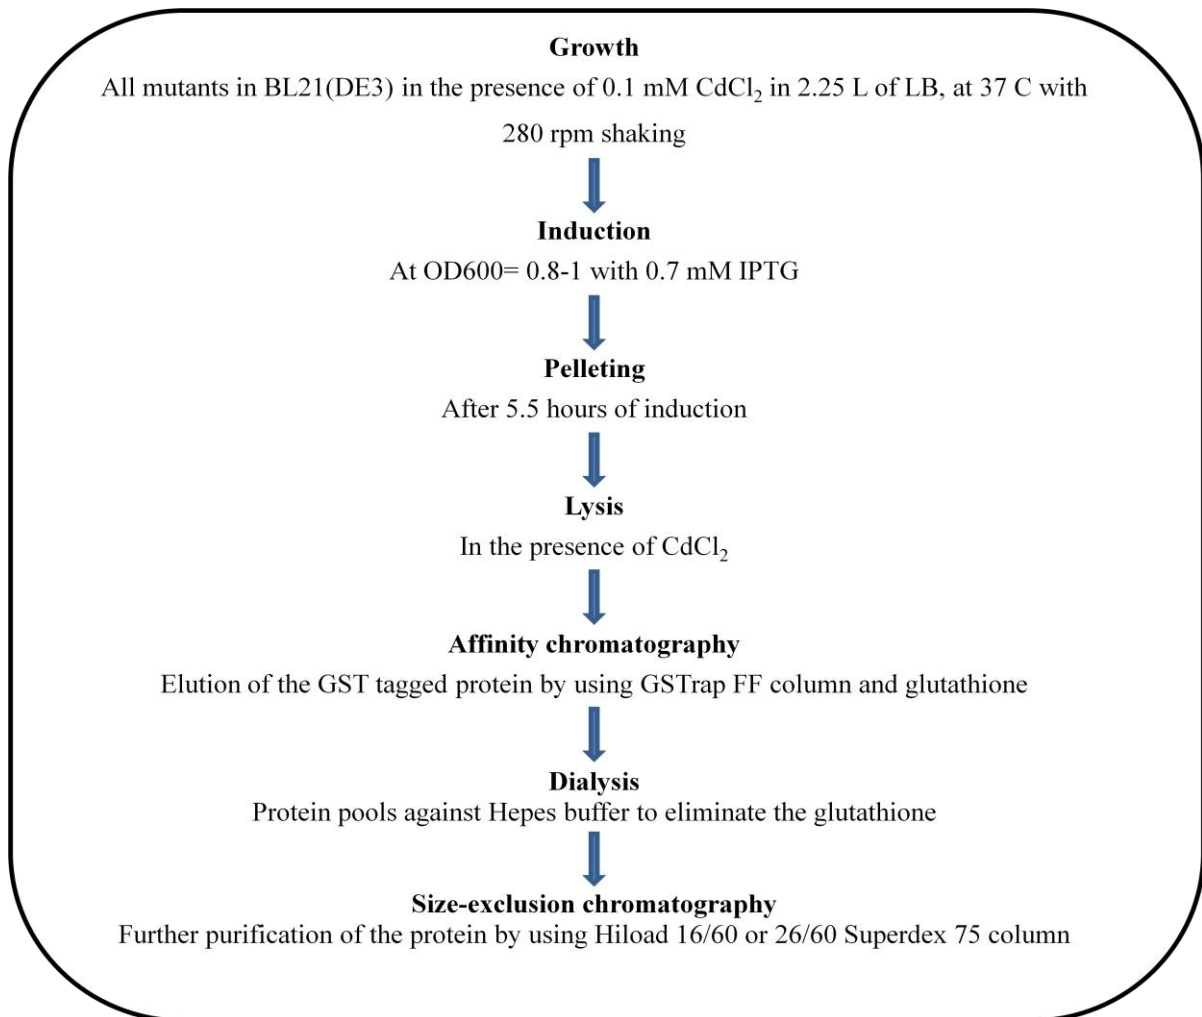 Growth
All mutants in BL21(DE3) in the presence of 0.1 mM CdCl₂ in 2.25 L of LB, at 37 C with
280 rpm shaking
Induction
At OD600= 0.8-1 with 0.7 mM IPTG
Pelleting
After 5.5 hours of induction
Lysis
In the presence of CdCl₂
Affinity chromatography
Elution of the GST tagged protein by using GSTrap FF column and glutathione
Dialysis
Protein pools against Hepes buffer to eliminate the glutathione
Size-exclusion chromatography
Further purification of the protein by using Hiload 16/60 or 26/60 Superdex 75 column